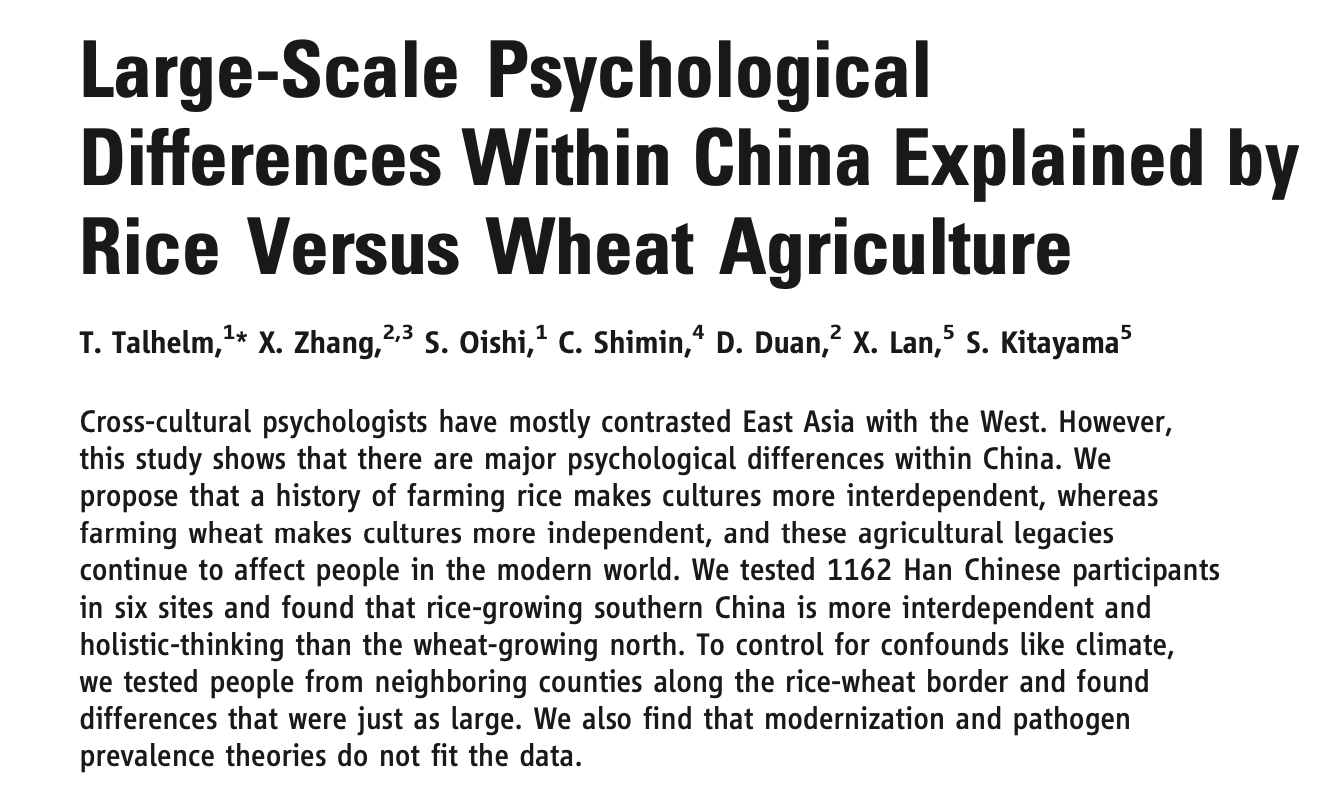 Large-Scale Psychological
Differences Within China Explained by
Rice Versus Wheat Agriculture
T. Talhelm,1* X. Zhang,2,3 S. Oishi,1 C. Shimin,4 D. Duan,2 X. Lan,5 S. Kitayama5
Cross-cultural psychologists have mostly contrasted East Asia with the West. However,
this study shows that there are major psychological differences within China. We
propose that a history of farming rice makes cultures more interdependent, whereas
farming wheat makes cultures more independent, and these agricultural legacies
continue to affect people in the modern world. We tested 1162 Han Chinese participants
in six sites and found that rice-growing southern China is more interdependent and
holistic-thinking than the wheat-growing north. To control for confounds like climate,
we tested people from neighboring counties along the rice-wheat border and found
differences that were just as large. We also find that modernization and pathogen
prevalence theories do not fit the data.